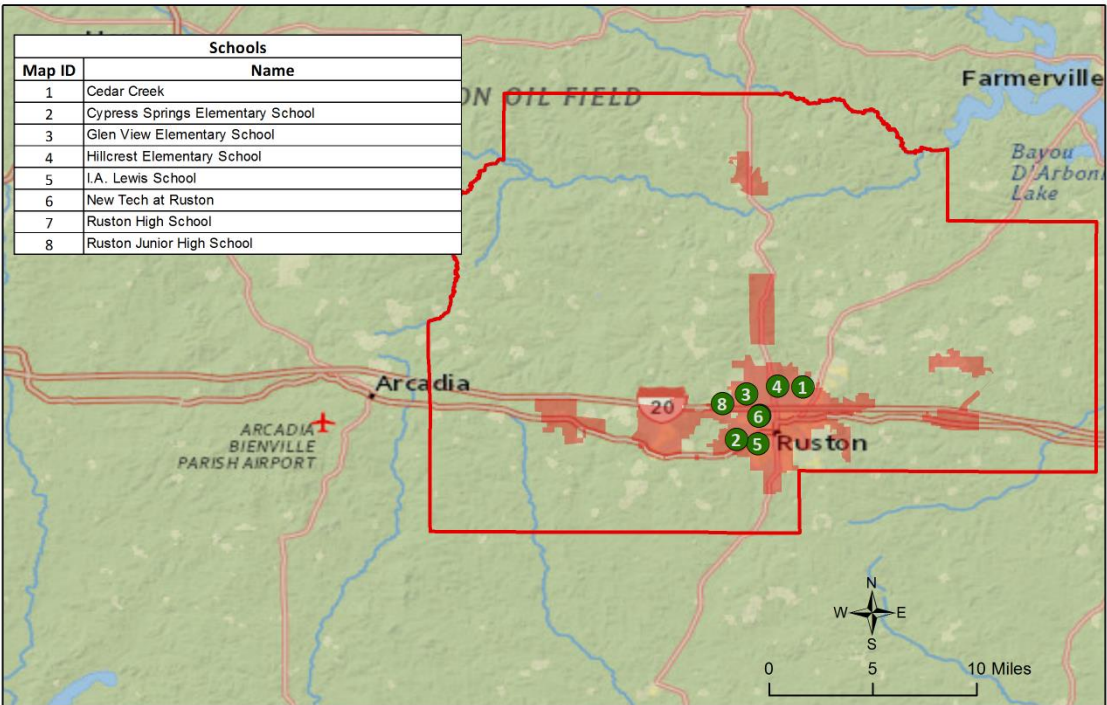 Schools
Map ID Name
1 Cedar Creek
2 Cypress Springs Elementary School
3 Glen View Elementary School
4 Hillcrest Elementary School
5 I.A. Lewis School
6 New Tech at Ruston
7 Ruston High School
8 Ruston Junior High School
ON OIL FIELD
Farmerville
Bayou
D'Arbon
Lake
Arcadia
ARCADIA
BIENVILLE
PARISH AIRPORT
20
8
3
4
1
6
2
5
Ruston
N
W E
S
0 5 10 Miles